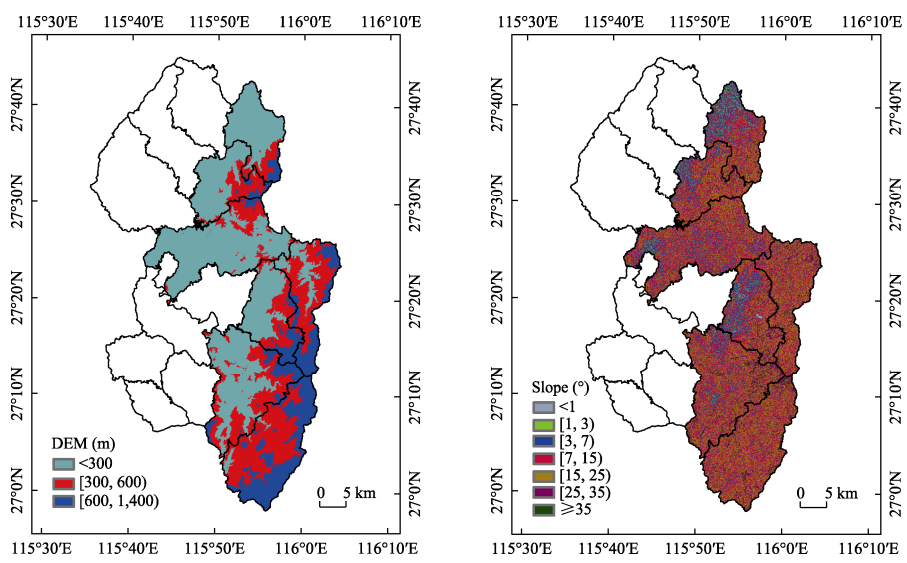 115°30′E 115°40′E 115°50′E 116°0′E 116°10′E
27°40′N 27°40′N
27°30′N 27°30′N
27°20′N 27°20′N
27°10′N 27°10′N
27°0′N 27°0′N
DEM (m)
<300
[300, 600)
[600, 1,400)
0 5 km
115°30′E 115°40′E 115°50′E 116°0′E 116°10′E
115°30′E 115°40′E 115°50′E 116°0′E 116°10′E
27°40′N 27°40′N
27°30′N 27°30′N
27°20′N 27°20′N
27°10′N 27°10′N
27°0′N 27°0′N
Slope (°)
<1
[1, 3)
[3, 7)
[7, 15)
[15, 25)
[25, 35)
⩾35
0 5 km
115°30′E 115°40′E 115°50′E 116°0′E 116°10′E